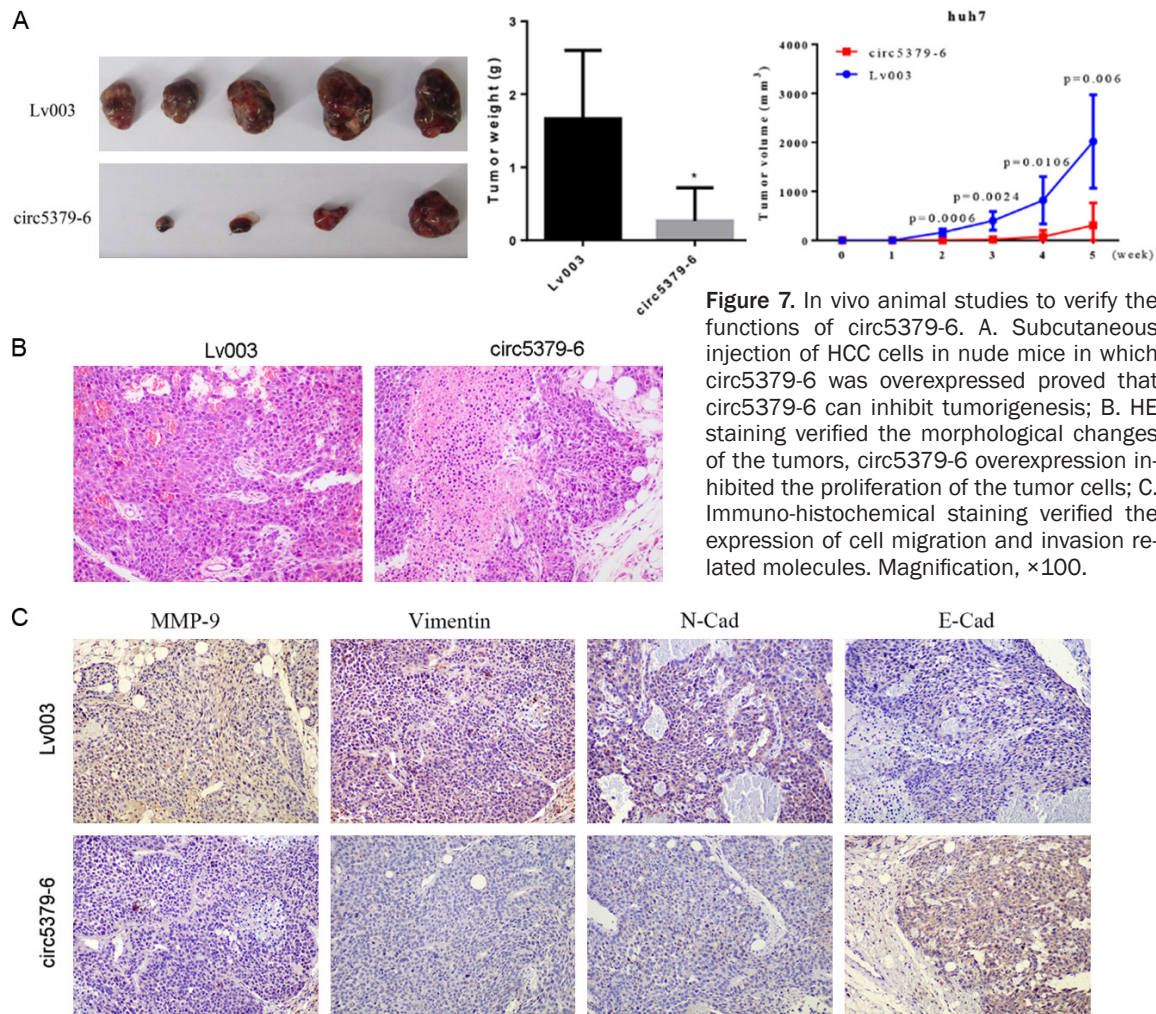 A
Lv003
circ5379-6
Tumor weight (g)
3
2
1
0
*
Lv003
circ5379-6
huh7
circ5379-6
Lv003
Tumor volume (mm³)
4000
3000
2000
1000
0
p=0.0006
p=0.0024
p=0.0106
p=0.006
0 1 2 3 4 5 (week)
Figure 7. In vivo animal studies to verify the
functions of circ5379-6. A. Subcutaneous
injection of HCC cells in nude mice in which
circ5379-6 was overexpressed proved that
circ5379-6 can inhibit tumorigenesis; B. HE
staining verified the morphological changes
of the tumors, circ5379-6 overexpression in-
hibited the proliferation of the tumor cells; C.
Immuno-histochemical staining verified the
expression of cell migration and invasion re-
lated molecules. Magnification, ×100.
B
Lv003 circ5379-6
C
MMP-9 Vimentin N-Cad E-Cad
Lv003
circ5379-6